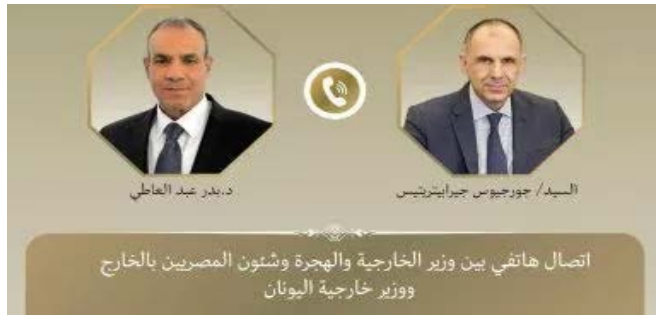 السيد/ جورجيوس جيرابيتريتيس
د.بدر عبد العاطي
اتصال هاتفي بين وزير الخارجية والهجرة وشئون المصريين بالخارج
ووزير خارجية اليونان